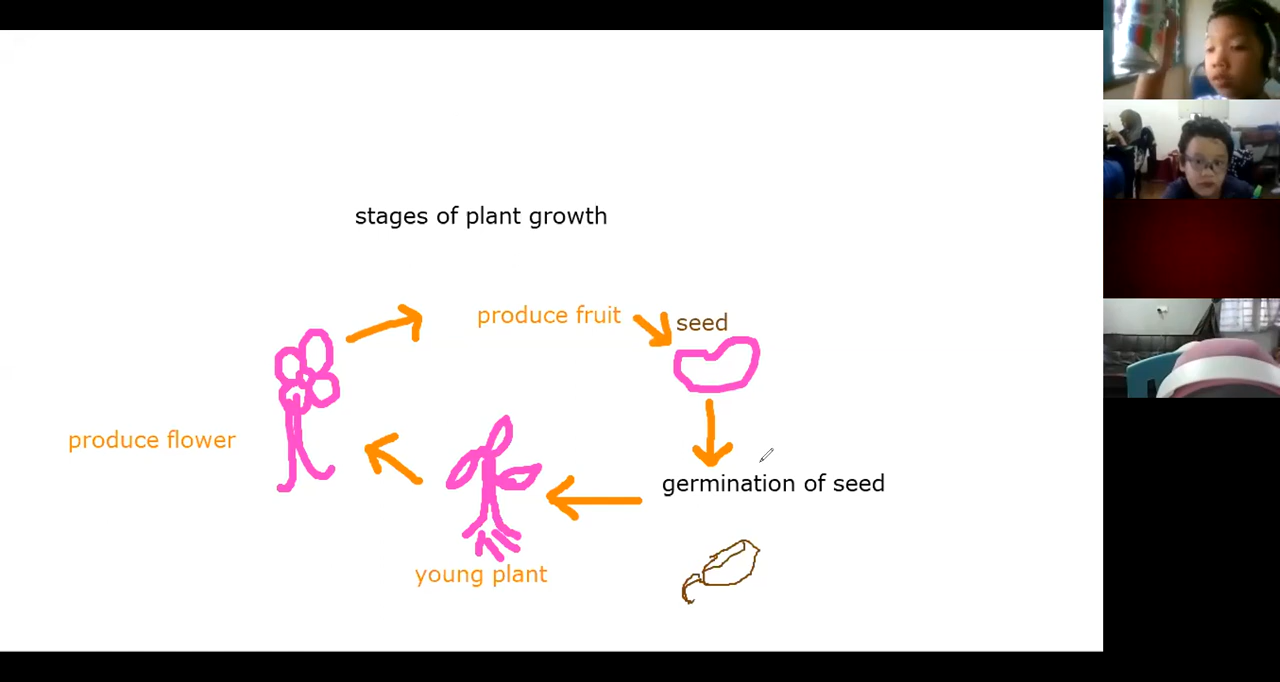 stages of plant growth
produce fruit
seed
produce flower
germination of seed
young plant